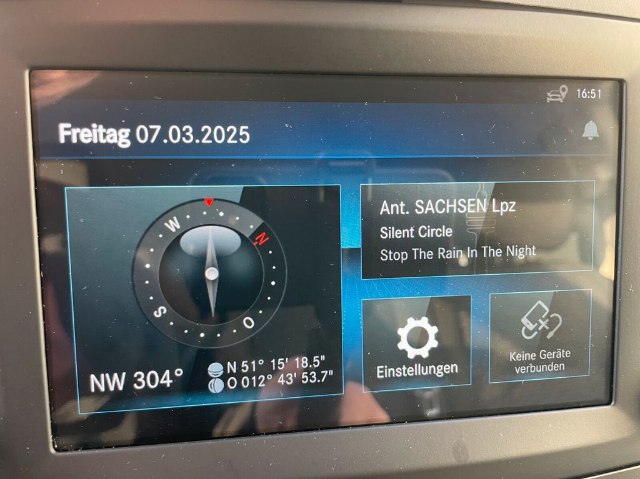 16:51
Freitag 07.03.2025
W
N
S
O
NW 304°
N 51° 15' 18.5"
O 012° 43' 53.7"
Ant. SACHSEN Lpz
Silent Circle
Stop The Rain In The Night
Einstellungen
Keine Geräte
verbunden